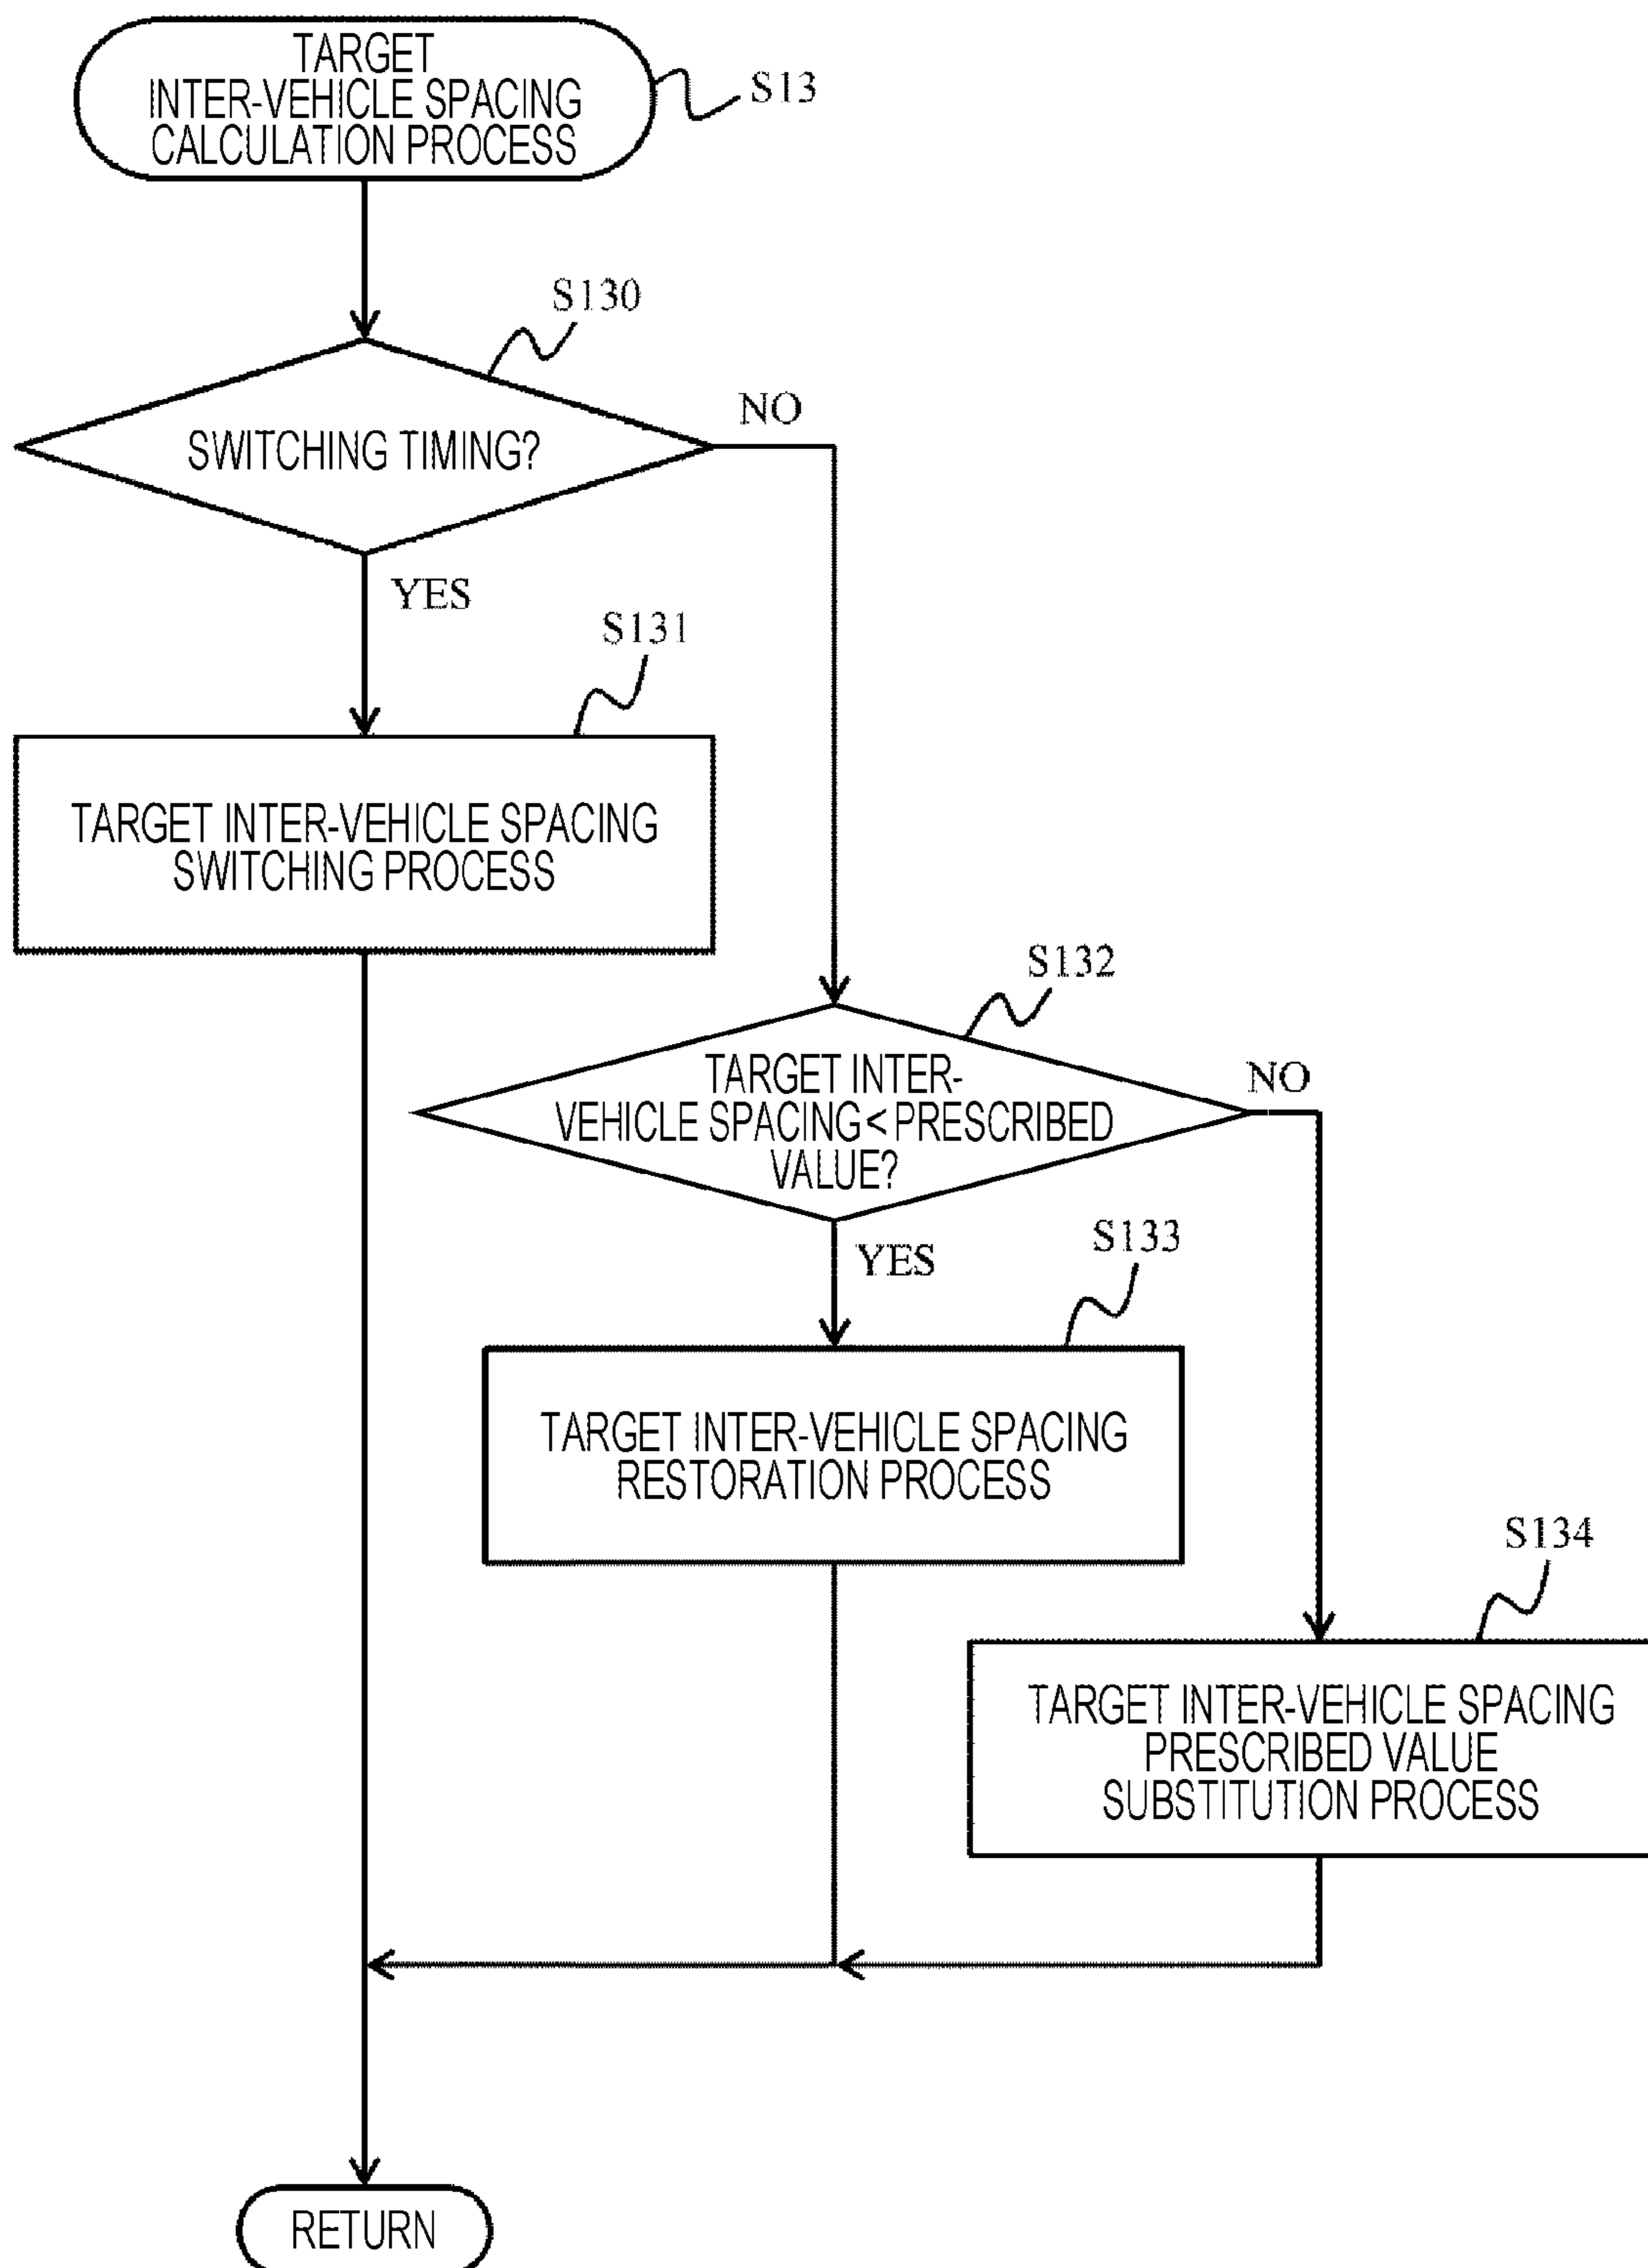 TARGET
INTER-VEHICLE SPACING
CALCULATION PROCESS
S13
S130
SWITCHING TIMING?
NO
YES
S131
TARGET INTER-VEHICLE SPACING
SWITCHING PROCESS
S132
TARGET INTER-
VEHICLE SPACING < PRESCRIBED
VALUE?
NO
YES
S133
TARGET INTER-VEHICLE SPACING
RESTORATION PROCESS
S134
TARGET INTER-VEHICLE SPACING
PRESCRIBED VALUE
SUBSTITUTION PROCESS
RETURN